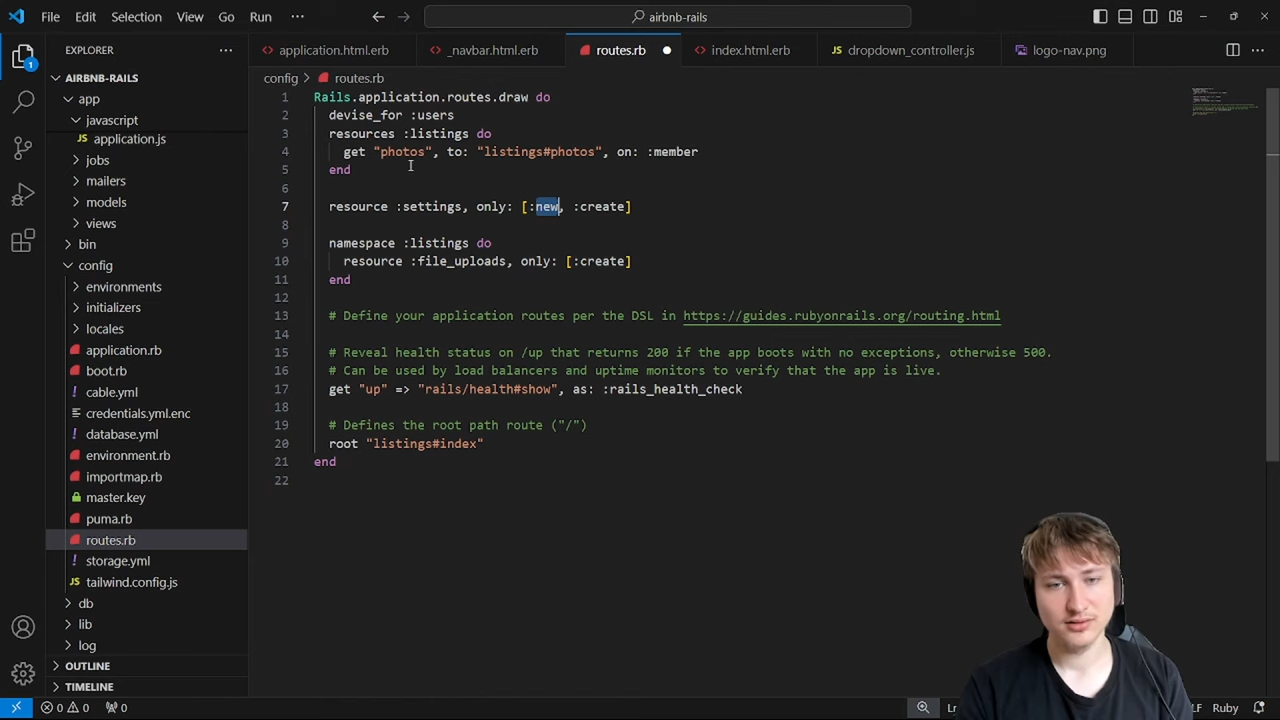 File Edit Selection View Go Run ··· airbnb-rails
EXPLORER ···
application.html.erb _navbar.html.erb routes.rb index.html.erb dropdown_controller.js logo-nav.png ···
1
config > routes.rb
AIRBNB-RAILS
app
javascript
JS application.js
jobs
mailers
models
views
bin
config
environments
initializers
locales
application.rb
boot.rb
! cable.yml
credentials.yml.enc
! database.yml
environment.rb
importmap.rb
master.key
puma.rb
routes.rb
! storage.yml
JS tailwind.config.js
db
lib
log
OUTLINE
TIMELINE
1 Rails.application.routes.draw do
2 devise_for :users
3 resources :listings do
4 get "photos", to: "listings#photos", on: :member
5 end
6
7 resource :settings, only: [:new, :create]
8
9 namespace :listings do
10 resource :file_uploads, only: [:create]
11 end
12
13 # Define your application routes per the DSL in https://guides.rubyonrails.org/routing.html
14
15 # Reveal health status on /up that returns 200 if the app boots with no exceptions, otherwise 500.
16 # Can be used by load balancers and uptime monitors to verify that the app is live.
17 get "up" => "rails/health#show", as: :rails_health_check
18
19 # Defines the root path route ("/")
20 root "listings#index"
21 end
22
0 0 0 Ln LF Ruby